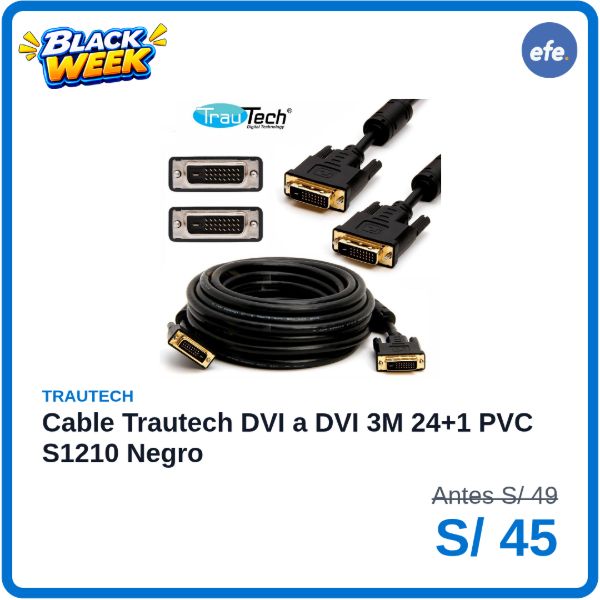 BLACK
WEEK
efe.
TrauTech®
Digital Technology
TRAUTECH
Cable Trautech DVI a DVI 3M 24+1 PVC
S1210 Negro
Antes S/ 49
S/ 45